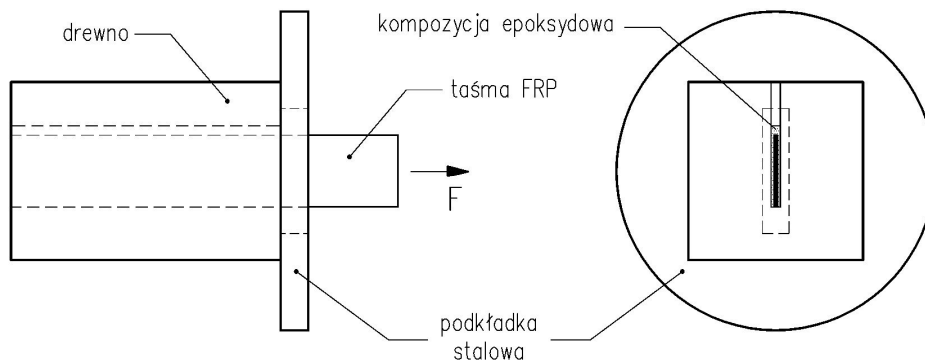 drewno
kompozycja epoksydowa
taśma FRP
F
podkładka
stalowa